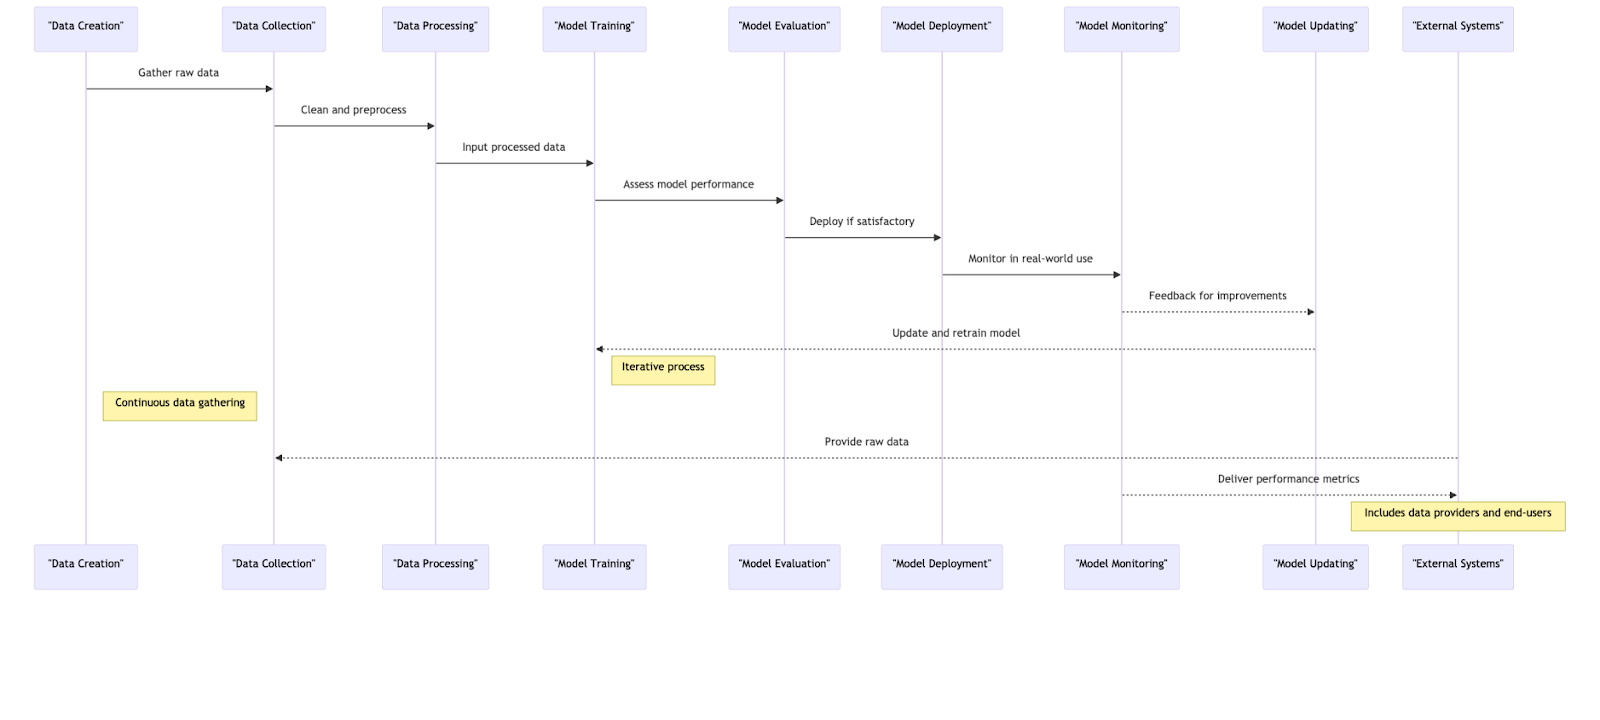 "Data Creation"
"Data Collection"
"Data Processing"
"Model Training"
"Model Evaluation"
"Model Deployment"
"Model Monitoring"
"Model Updating"
"External Systems"
Gather raw data
Clean and preprocess
Input processed data
Assess model performance
Deploy if satisfactory
Monitor in real-world use
Feedback for improvements
Update and retrain model
Iterative process
Continuous data gathering
Provide raw data
Deliver performance metrics
Includes data providers and end-users
"Data Creation"
"Data Collection"
"Data Processing"
"Model Training"
"Model Evaluation"
"Model Deployment"
"Model Monitoring"
"Model Updating"
"External Systems"